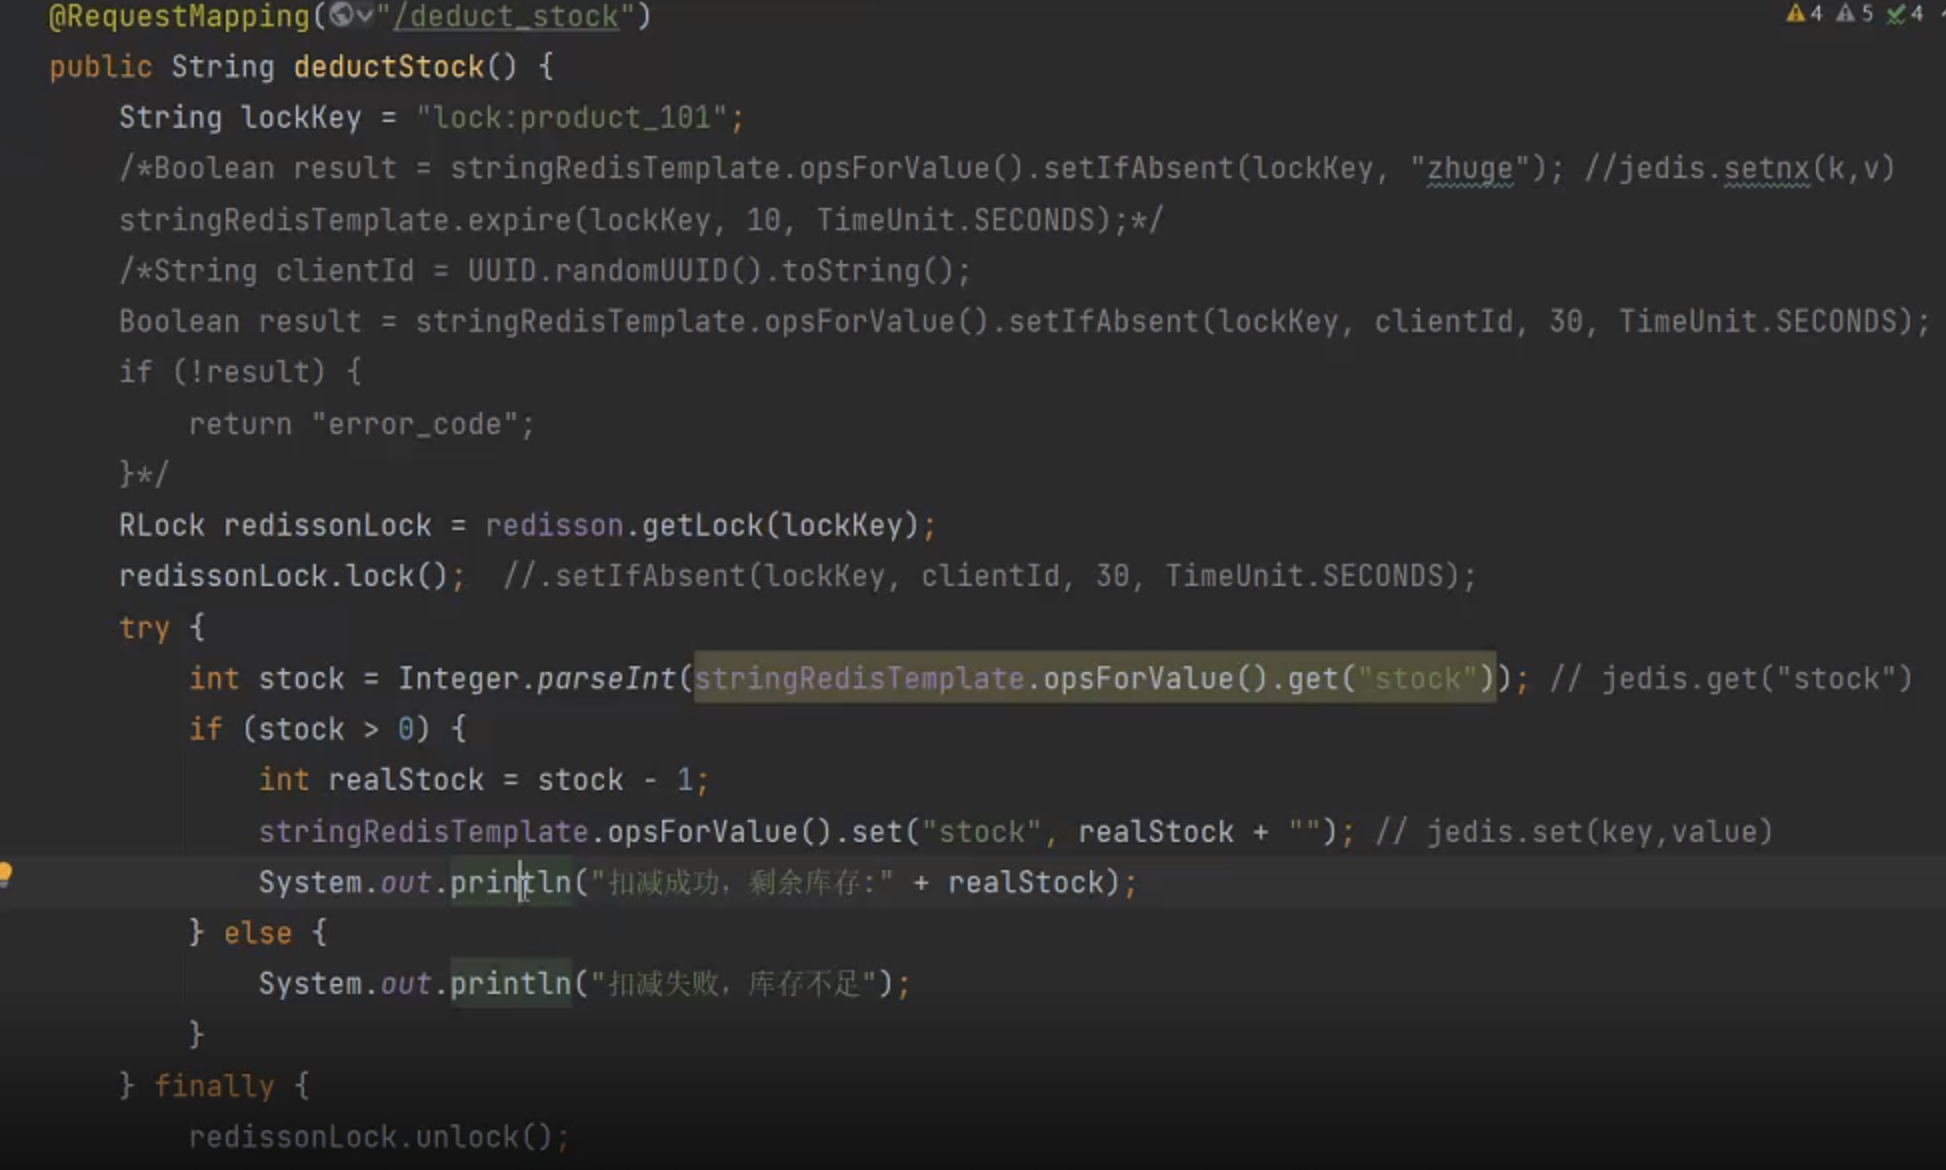 @RequestMapping("/deduct_stock")
4 5 4
public String deductStock() {
String lockKey = "lock:product_101";
/*Boolean result = stringRedisTemplate.opsForValue().setIfAbsent(lockKey, "zhuge"); //jedis.setnx(k,v)
stringRedisTemplate.expire(lockKey, 10, TimeUnit.SECONDS);*/
/*String clientId = UUID.randomUUID().toString();
Boolean result = stringRedisTemplate.opsForValue().setIfAbsent(lockKey, clientId, 30, TimeUnit.SECONDS);
if (!result) {
return "error_code";
}*/
RLock redissonLock = redisson.getLock(lockKey);
redissonLock.lock(); //.setIfAbsent(lockKey, clientId, 30, TimeUnit.SECONDS);
try {
int stock = Integer.parseInt(stringRedisTemplate.opsForValue().get("stock")); // jedis.get("stock")
if (stock > 0) {
int realStock = stock - 1;
stringRedisTemplate.opsForValue().set("stock", realStock + ""); // jedis.set(key,value)
System.out.println("扣减成功，剩余库存:" + realStock);
} else {
System.out.println("扣减失败，库存不足");
}
} finally {
redissonLock.unlock();